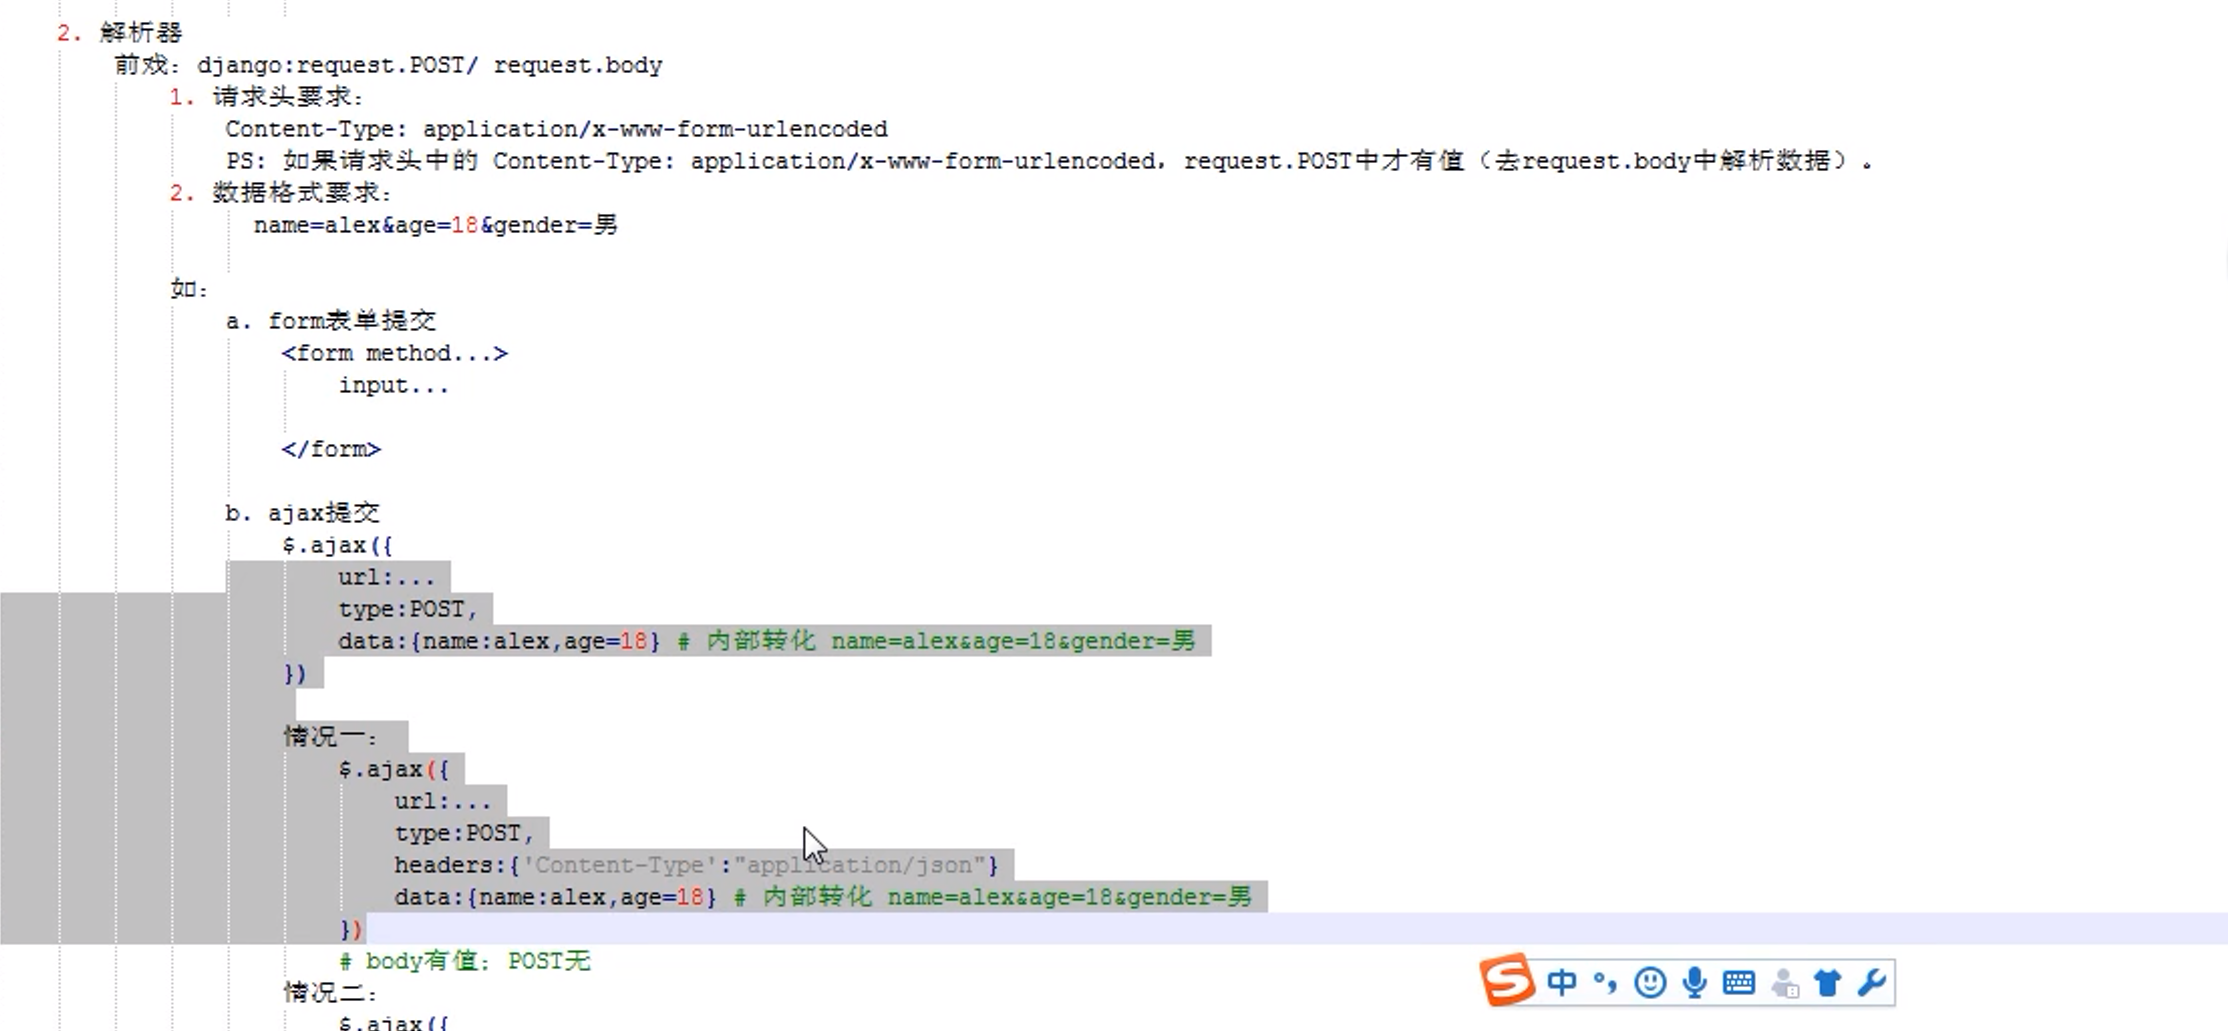 2. 解析器
前戏: django:request.POST/ request.body
1. 请求头要求:
Content-Type: application/x-www-form-urlencoded
PS: 如果请求头中的 Content-Type: application/x-www-form-urlencoded, request.POST中才有值（去request.body中解析数据）。
2. 数据格式要求:
name=alex&age=18&gender=男
如:
a. form表单提交
<form method...>
input...
</form>
b. ajax提交
$.ajax({
url:...
type:POST,
data:{name:alex,age=18} # 内部转化 name=alex&age=18&gender=男
})
情况一:
$.ajax({
url:...
type:POST,
headers:{'Content-Type':"application/json"}
data:{name:alex,age=18} # 内部转化 name=alex&age=18&gender=男
})
# body有值; POST无
情况二:
$.ajax({
中